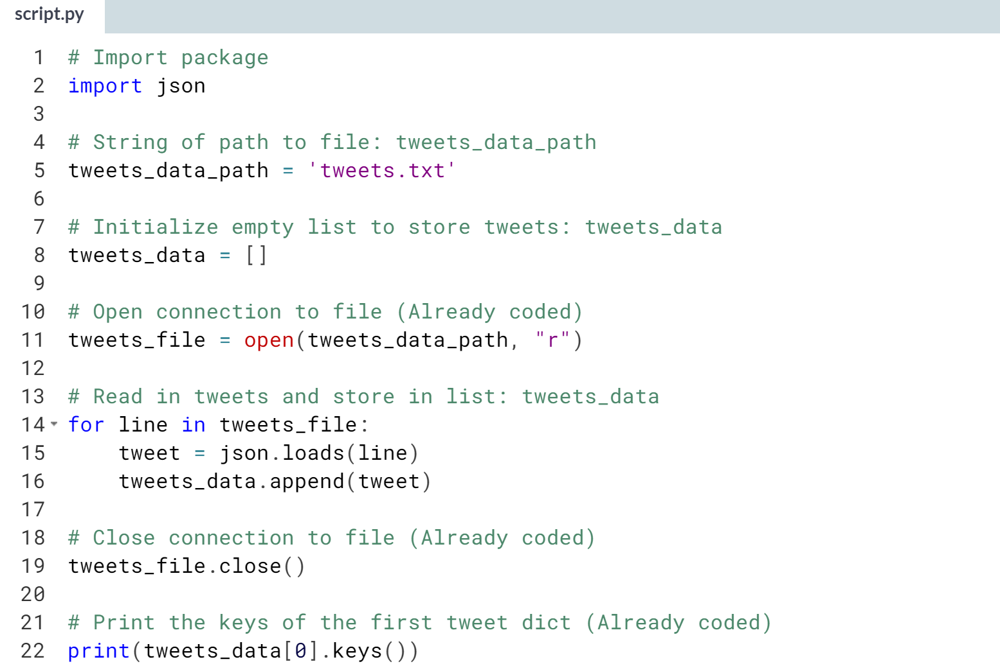 script.py
1 # Import package
2 import json
3
4 # String of path to file: tweets_data_path
5 tweets_data_path = 'tweets.txt'
6
7 # Initialize empty list to store tweets: tweets_data
8 tweets_data = []
9
10 # Open connection to file (Already coded)
11 tweets_file = open(tweets_data_path, "r")
12
13 # Read in tweets and store in list: tweets_data
14 for line in tweets_file:
15     tweet = json.loads(line)
16     tweets_data.append(tweet)
17
18 # Close connection to file (Already coded)
19 tweets_file.close()
20
21 # Print the keys of the first tweet dict (Already coded)
22 print(tweets_data[0].keys())